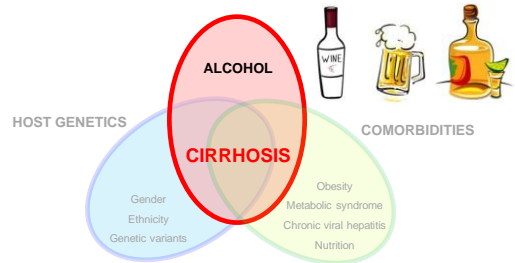 ALCOHOL
WINE
HOST GENETICS
COMORBIDITIES
CIRRHOSIS
Gender
Ethnicity
Genetic variants
Obesity
Metabolic syndrome
Chronic viral hepatitis
Nutrition